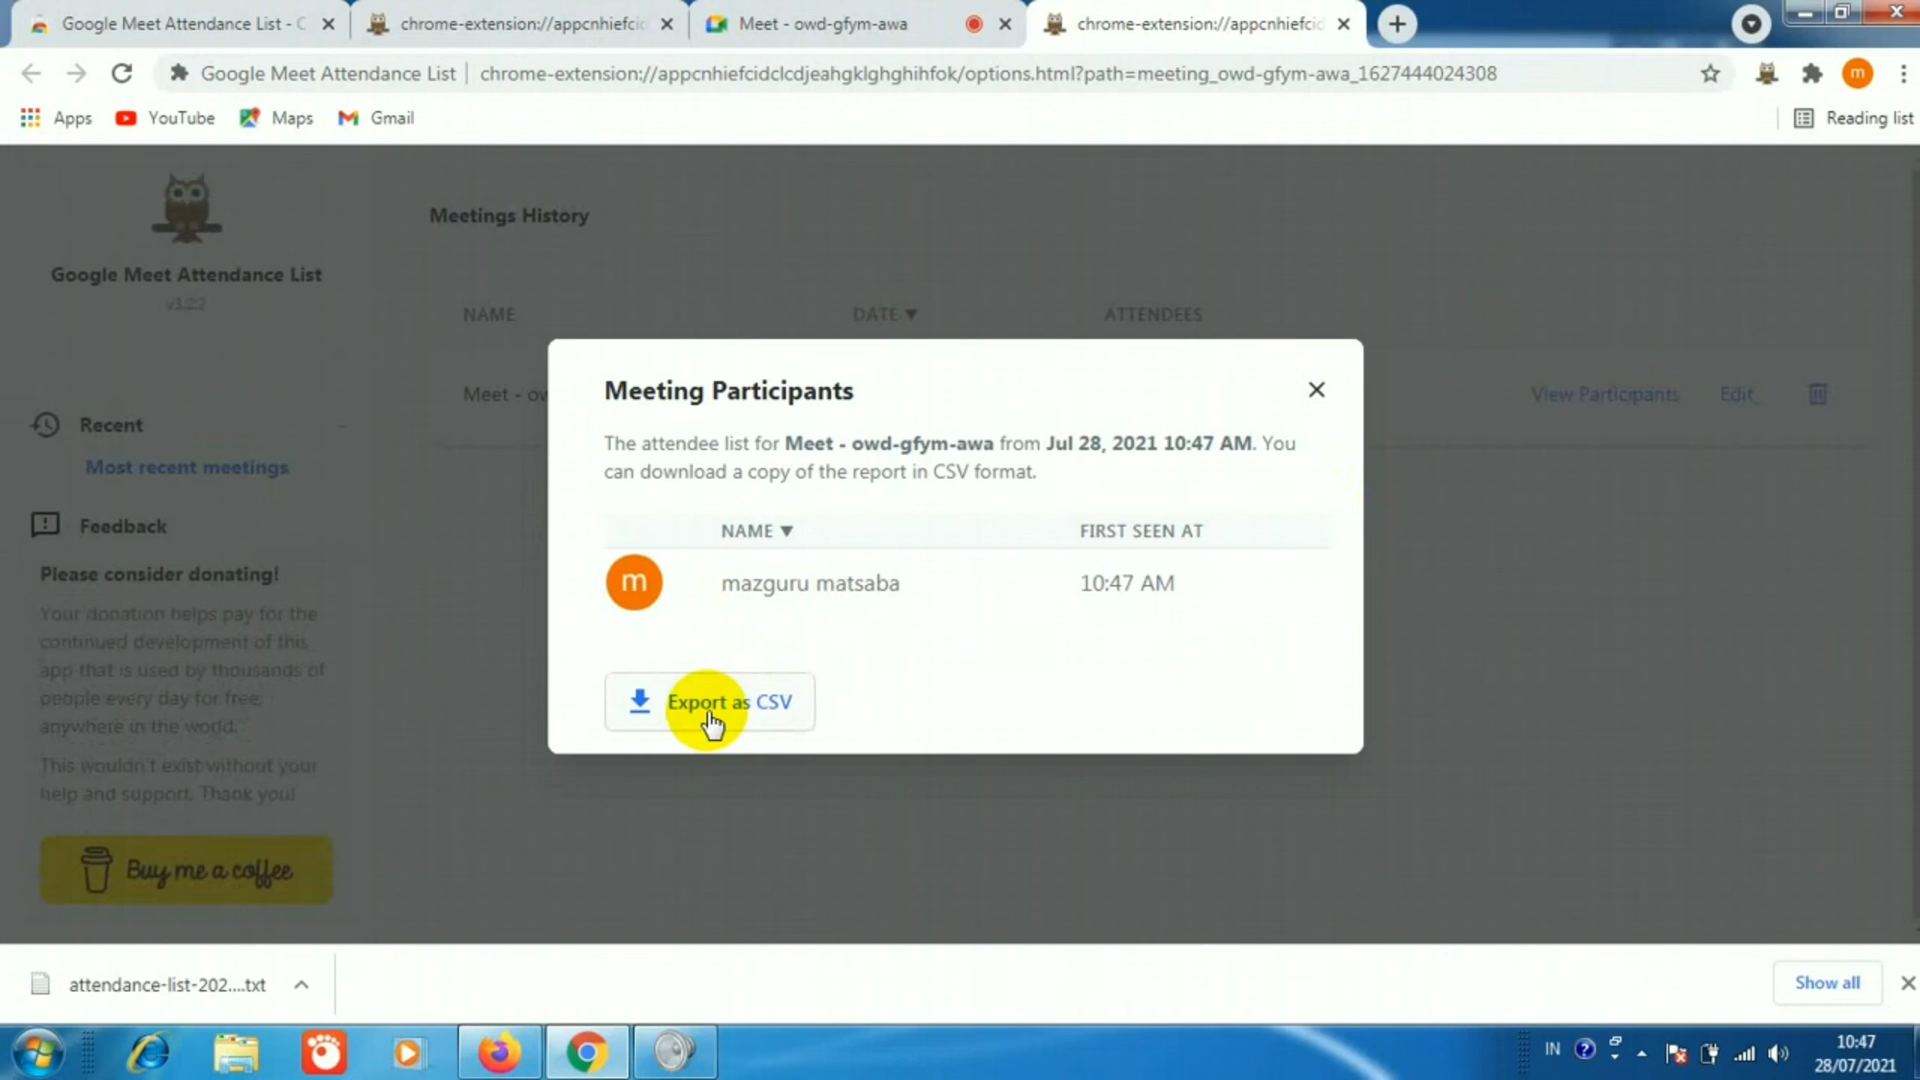 Google Meet Attendance List - C
chrome-extension://appcnhiefcid
Meet - owd-gfym-awa
chrome-extension://appcnhiefcid
Google Meet Attendance List
chrome-extension://appcnhiefcidclcdjeahgklghghihfok/options.html?path=meeting_owd-gfym-awa_1627444024308
m
Apps
YouTube
Maps
Gmail
Reading list
Google Meet Attendance List
v3.2.2
Recent
Most recent meetings
Feedback
Please consider donating!
Your donation helps pay for the
continued development of this
app that is used by thousands of
people every day for free,
anywhere in the world.
This wouldn't exist without your
help and support. Thank you!
Buy me a coffee
Meetings History
NAME
DATE ▼
ATTENDEES
Meet - ow
View Participants
Edit
Meeting Participants
The attendee list for Meet - owd-gfym-awa from Jul 28, 2021 10:47 AM. You
can download a copy of the report in CSV format.
NAME ▼
FIRST SEEN AT
m
mazguru matsaba
10:47 AM
Export as CSV
attendance-list-202....txt
Show all
IN
10:47
28/07/2021